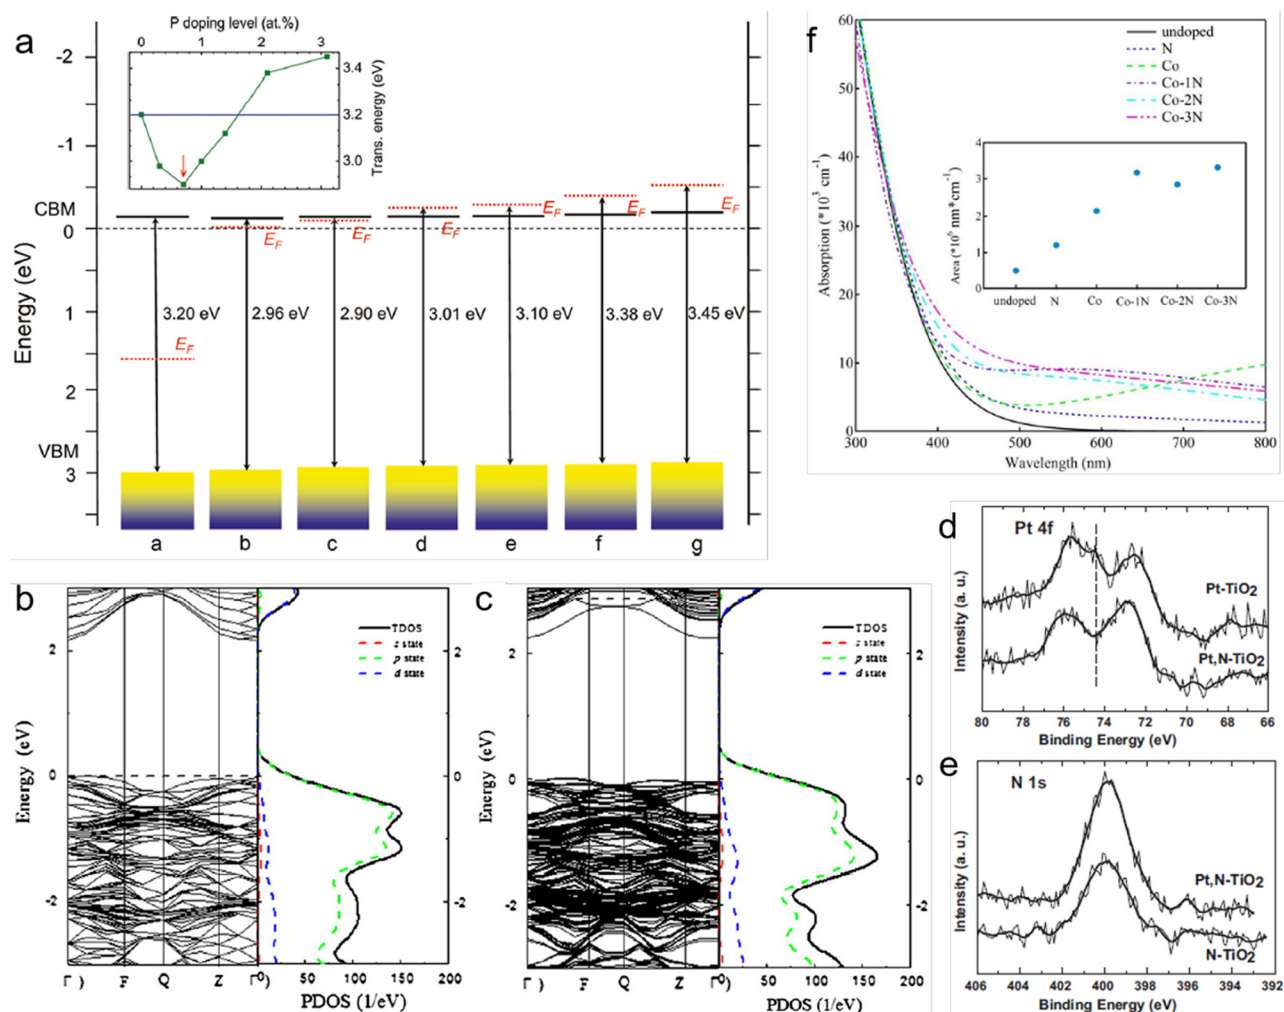 a
P doping level (at.%)
0 1 2 3
3.4
3.2
3.0
Trans. energy (eV)
-2
-1
CBM
0
1
2
VBM
3
Energy (eV)
E_F
E_F
E_F
E_F
E_F
E_F
E_F
3.20 eV
2.96 eV
2.90 eV
3.01 eV
3.10 eV
3.38 eV
3.45 eV
a b c d e f g
f
60
50
40
30
20
10
0
Absorption (*10³ cm⁻¹)
undoped
N
Co
Co-1N
Co-2N
Co-3N
4
3
2
1
0
Area (*10⁶ nm*cm⁻¹)
undoped N Co Co-1N Co-2N Co-3N
300 400 500 600 700 800
Wavelength (nm)
b
TDOS
s state
p state
d state
2
0
-2
Energy (eV)
2
0
-2
Γ) F Q Z Γ)
0 50 100 150 200
PDOS (1/eV)
c
TDOS
s state
p state
d state
2
0
-2
Energy (eV)
2
0
-2
Γ) F Q Z Γ)
0 50 100 150 200
PDOS (1/eV)
d
Pt 4f
Pt-TiO₂
Pt,N-TiO₂
Intensity (a. u.)
80 78 76 74 72 70 68 66
Binding Energy (eV)
e
N 1s
Pt,N-TiO₂
N-TiO₂
Intensity (a. u.)
406 404 402 400 398 396 394 392
Binding Energy (eV)